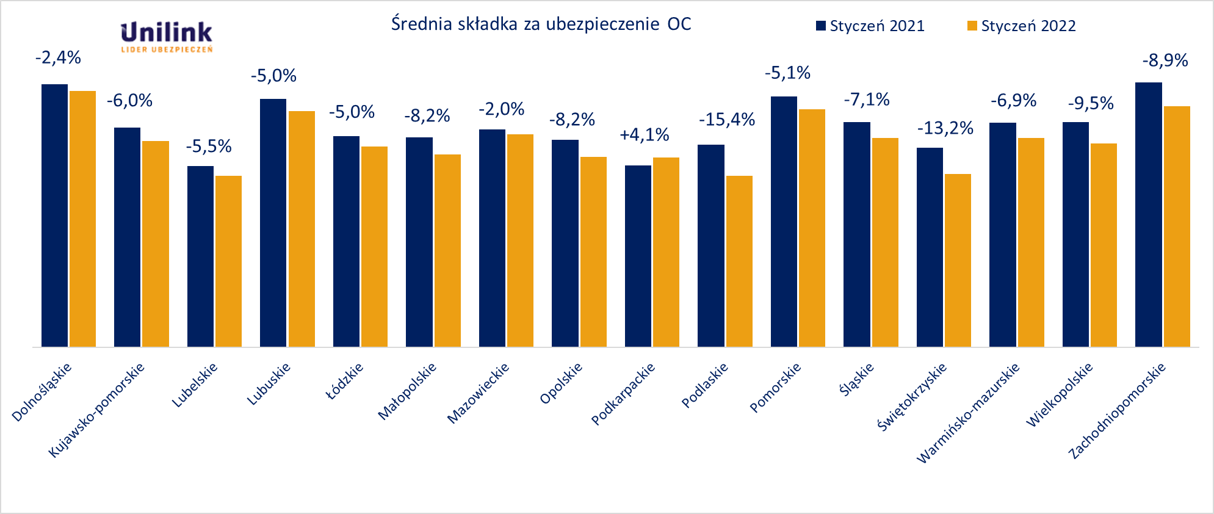 Unilink
LIDER UBEZPIECZEŃ
Średnia składka za ubezpieczenie OC
Styczeń 2021
Styczeń 2022
-2,4%
-6,0%
-5,5%
-5,0%
-5,0%
-8,2%
-2,0%
-8,2%
+4,1%
-15,4%
-5,1%
-7,1%
-13,2%
-6,9%
-9,5%
-8,9%
Dolnośląskie
Kujawsko-pomorskie
Lubelskie
Lubuskie
Łódzkie
Małopolskie
Mazowieckie
Opolskie
Podkarpackie
Podlaskie
Pomorskie
Śląskie
Świętokrzyskie
Warmińsko-mazurskie
Wielkopolskie
Zachodniopomorskie